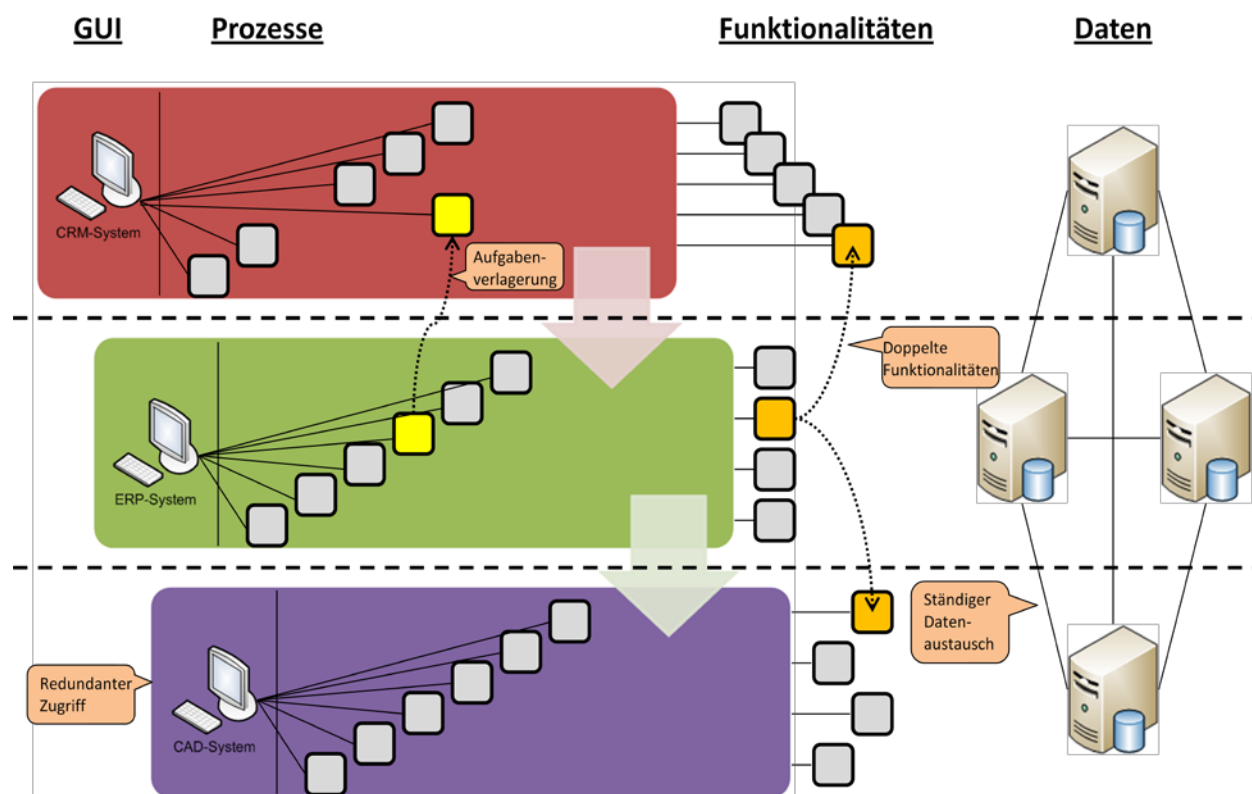 GUI
Prozesse
Funktionalitäten
Daten
CRM-System
Aufgaben-
verlagerung
Doppelte
Funktionalitäten
ERP-System
Ständiger
Daten-
austausch
Redundanter
Zugriff
CAD-System